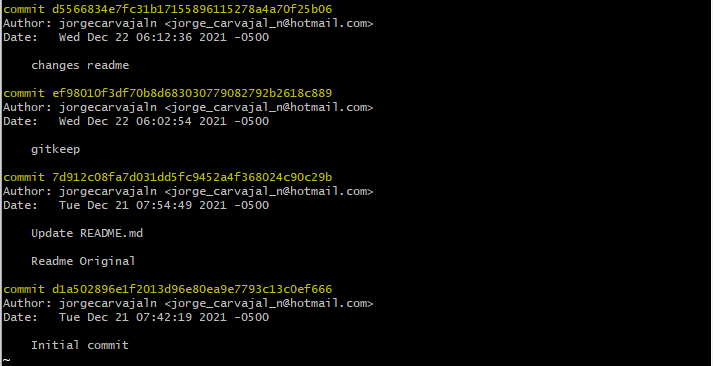 commit d5566834e7fc31b17155896115278a4a70f25b06
Author: jorgecarvajaln <jorge_carvajal_n@hotmail.com>
Date:   Wed Dec 22 06:12:36 2021 -0500
changes readme
commit ef98010f3df70b8d683030779082792b2618c889
Author: jorgecarvajaln <jorge_carvajal_n@hotmail.com>
Date:   Wed Dec 22 06:02:54 2021 -0500
gitkeep
commit 7d912c08fa7d031dd5fc9452a4f368024c90c29b
Author: jorgecarvajaln <jorge_carvajal_n@hotmail.com>
Date:   Tue Dec 21 07:54:49 2021 -0500
Update README.md
Readme Original
commit d1a502896e1f2013d96e80ea9e7793c13c0ef666
Author: jorgecarvajaln <jorge_carvajal_n@hotmail.com>
Date:   Tue Dec 21 07:42:19 2021 -0500
Initial commit
~